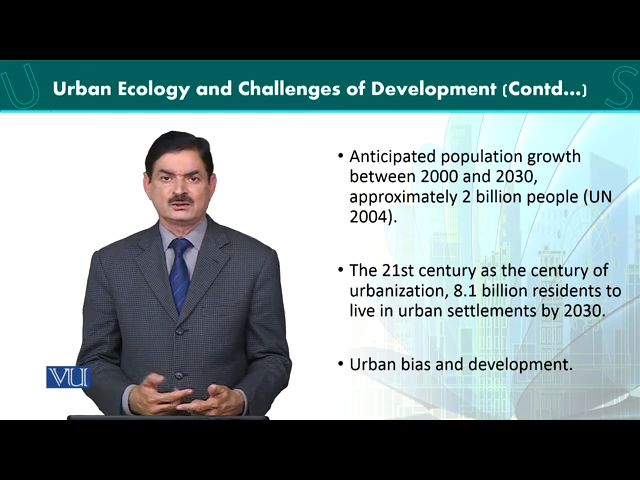 Urban Ecology and Challenges of Development (Contd...)
• Anticipated population growth
between 2000 and 2030,
approximately 2 billion people (UN
2004).
• The 21st century as the century of
urbanization, 8.1 billion residents to
live in urban settlements by 2030.
• Urban bias and development.
VU
U
S